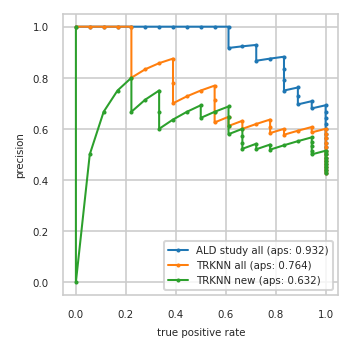 1.0
0.8
0.6
0.4
0.2
0.0
precision
ALD study all (aps: 0.932)
TRKNN all (aps: 0.764)
TRKNN new (aps: 0.632)
0.0 0.2 0.4 0.6 0.8 1.0
true positive rate